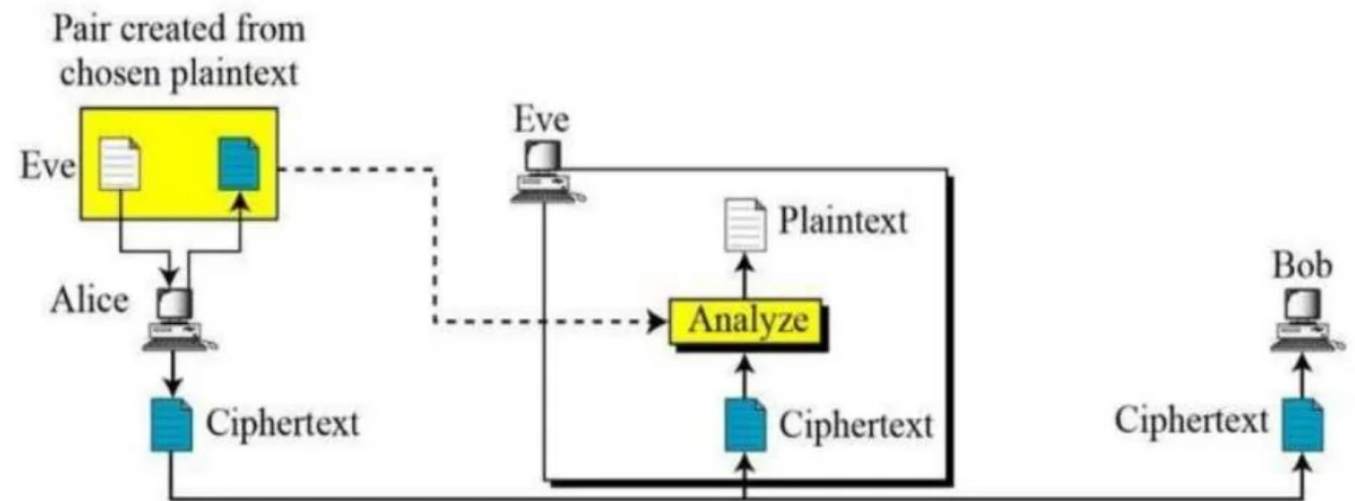 Pair created from
chosen plaintext
Eve
Eve
Plaintext
Alice
Analyze
Bob
Ciphertext
Ciphertext
Ciphertext